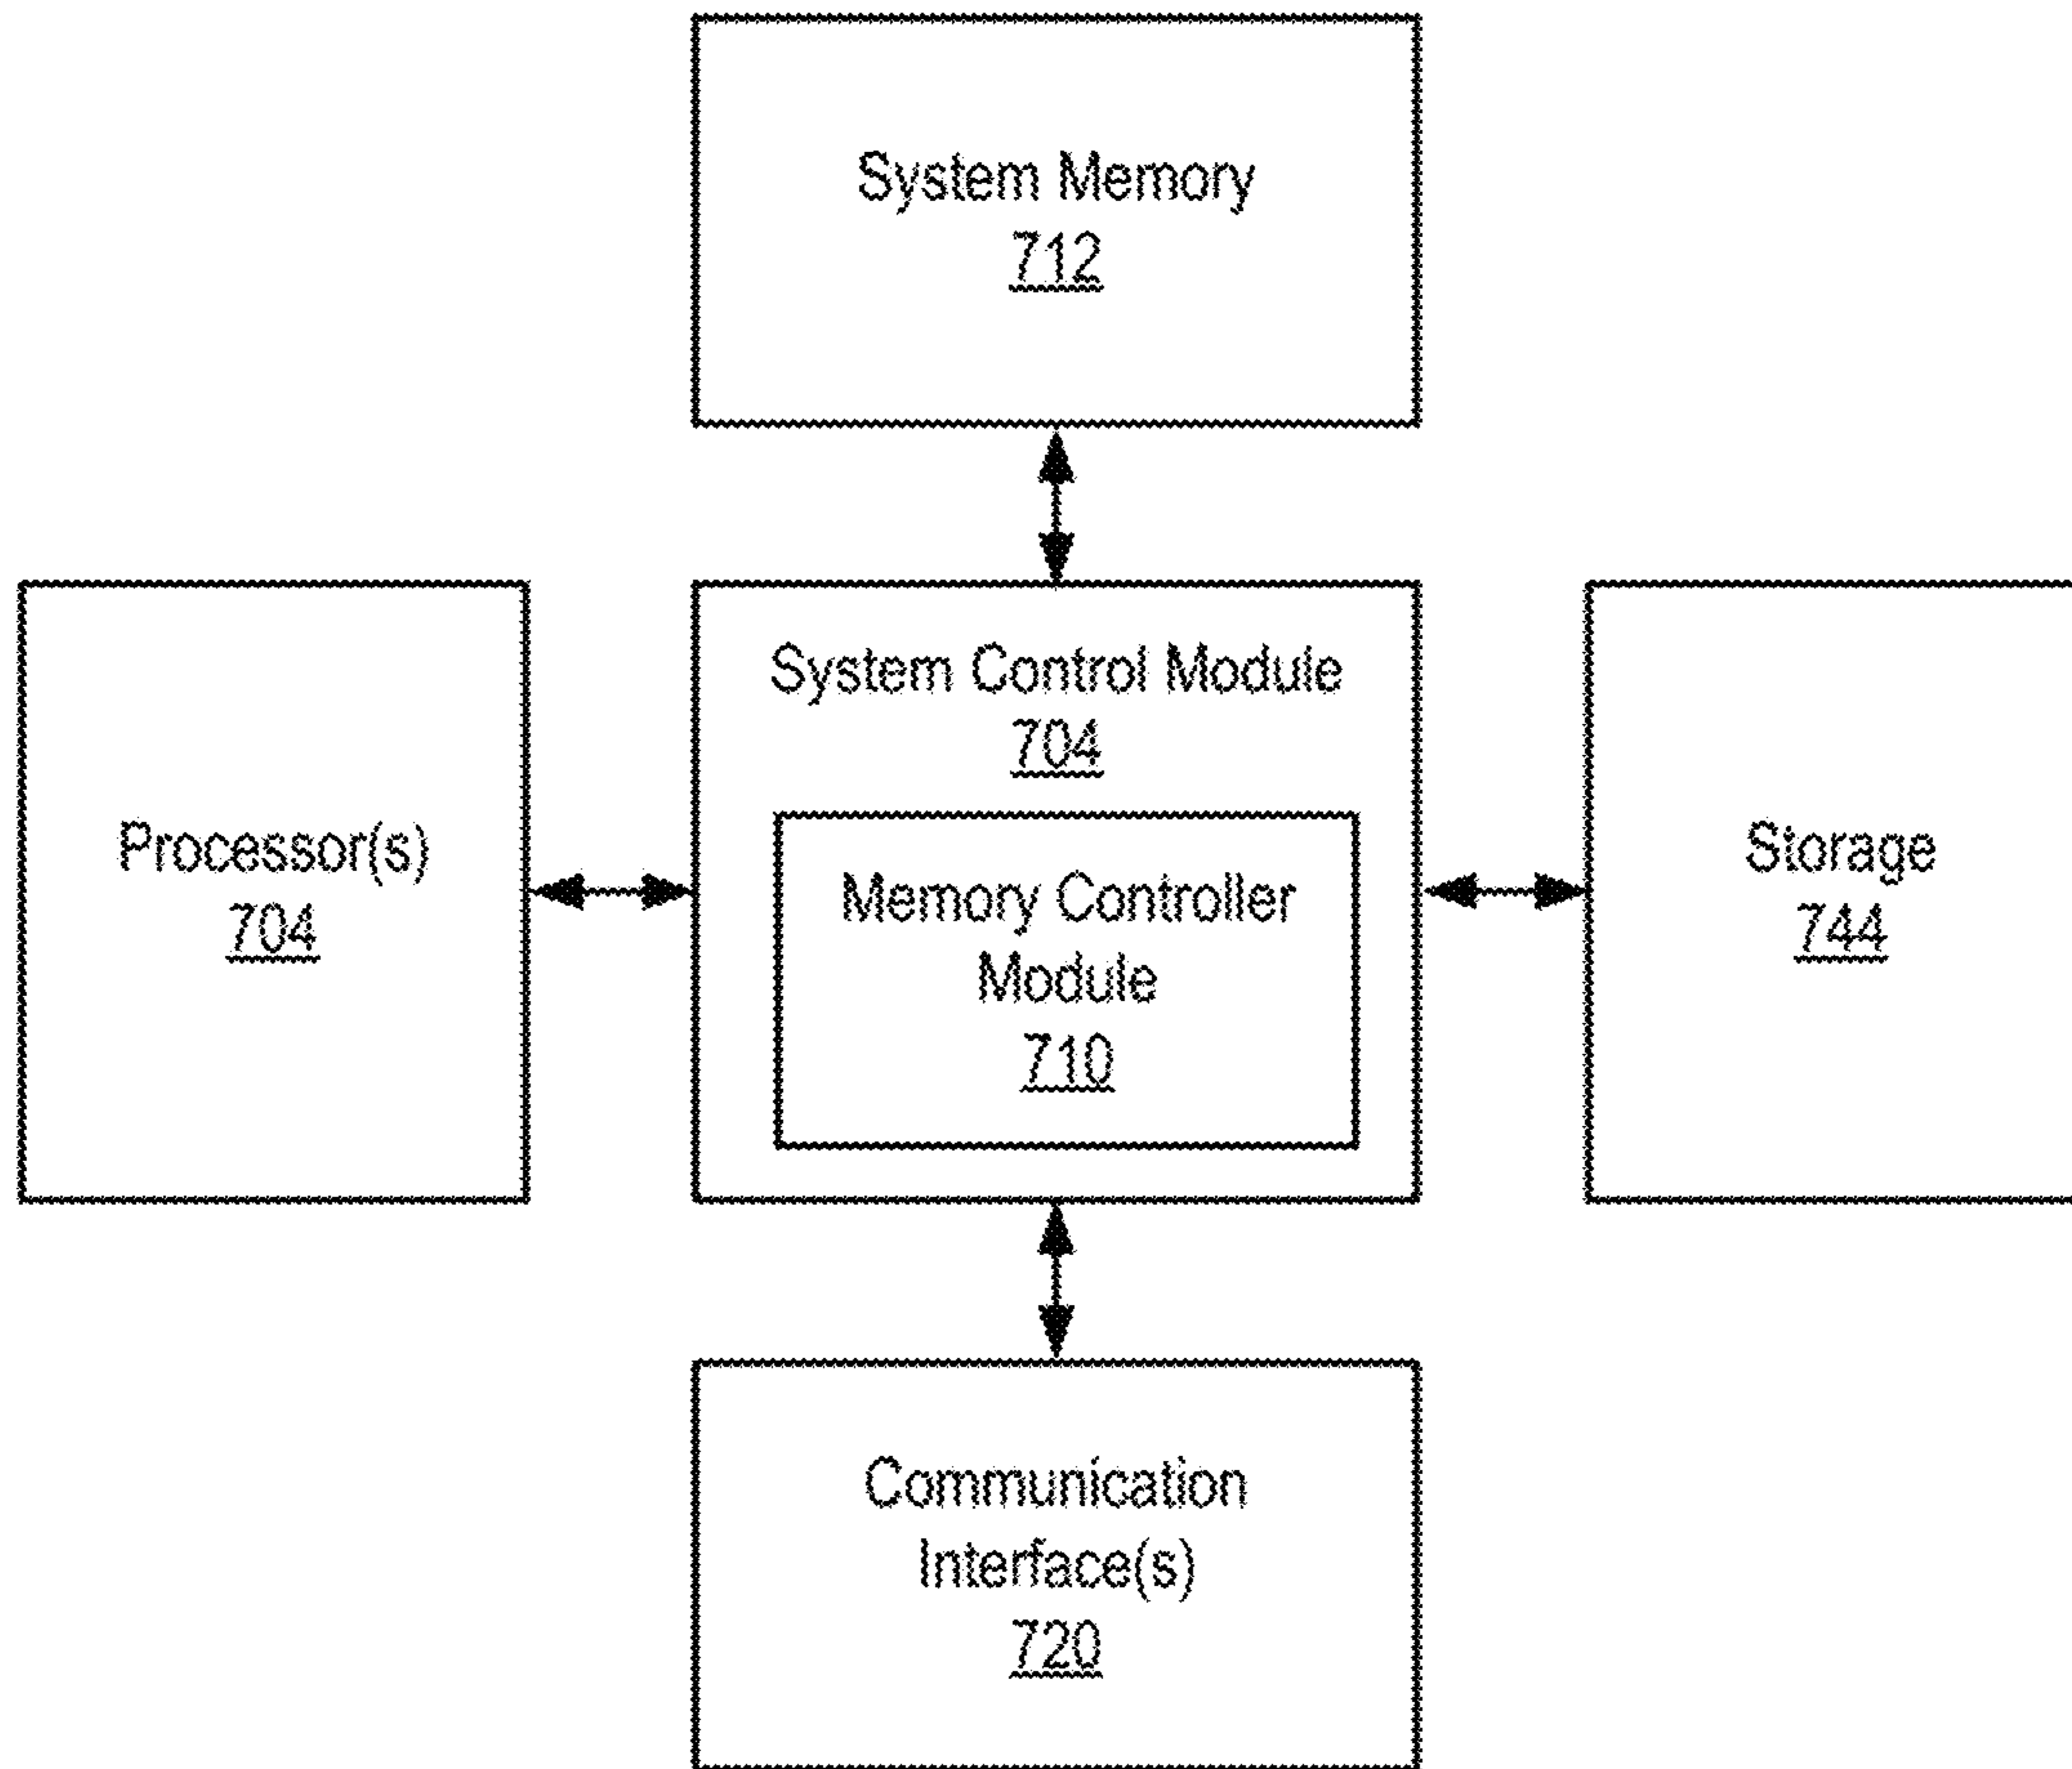 System Memory
712
System Control Module
704
Processor(s)
704
Memory Controller
Module
710
Storage
744
Communication
Interface(s)
720